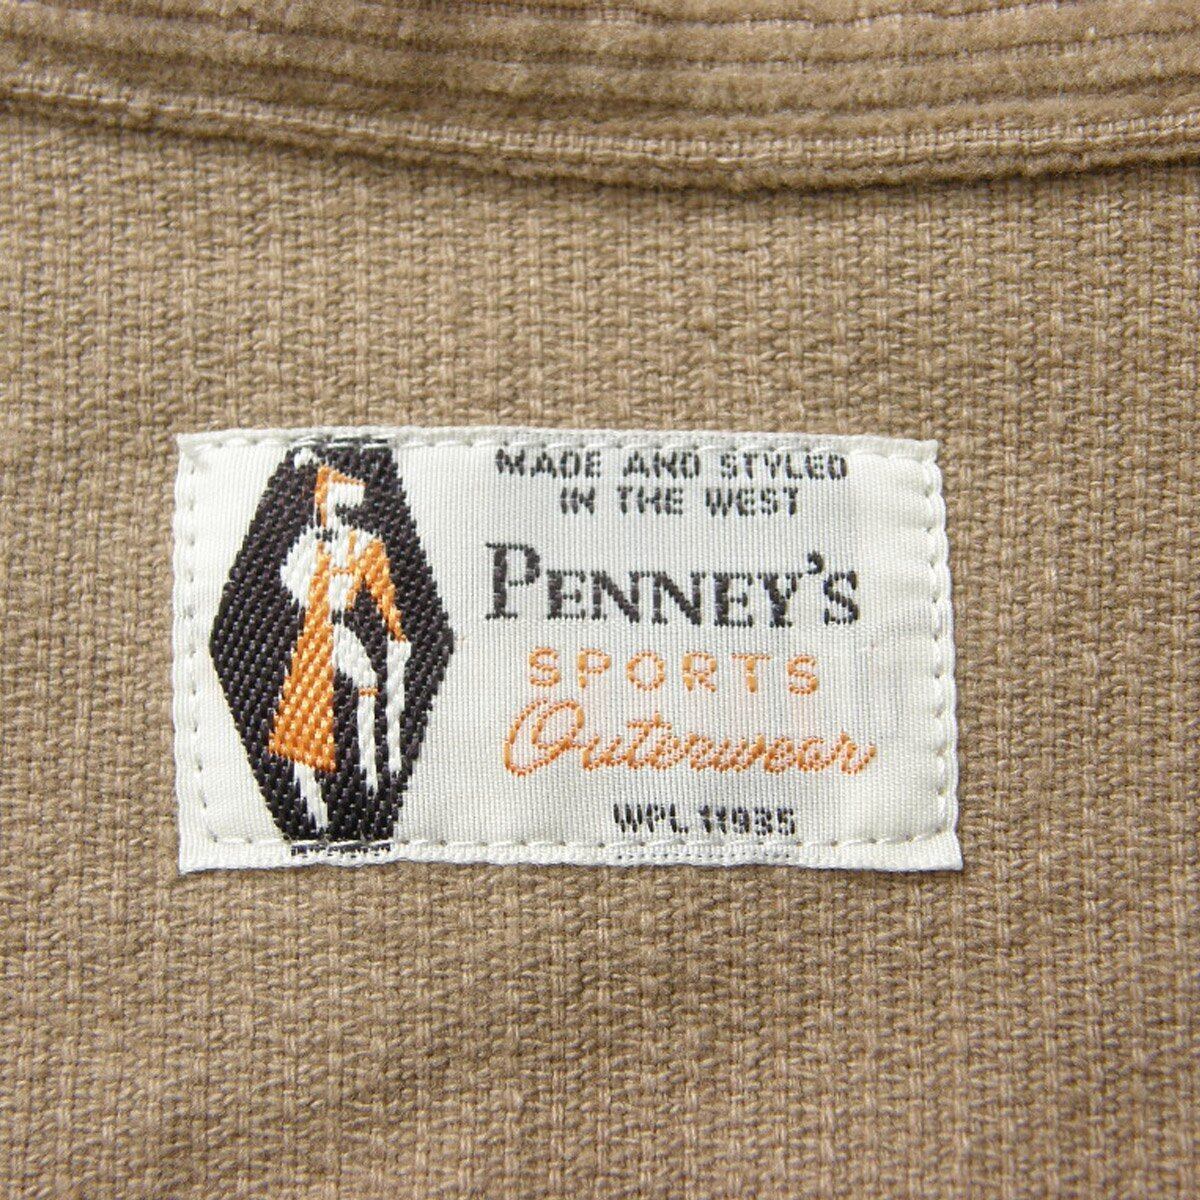 MADE AND STYLED
IN THE WEST
PENNEY'S
SPORTS
Outerwear
WPL 11935